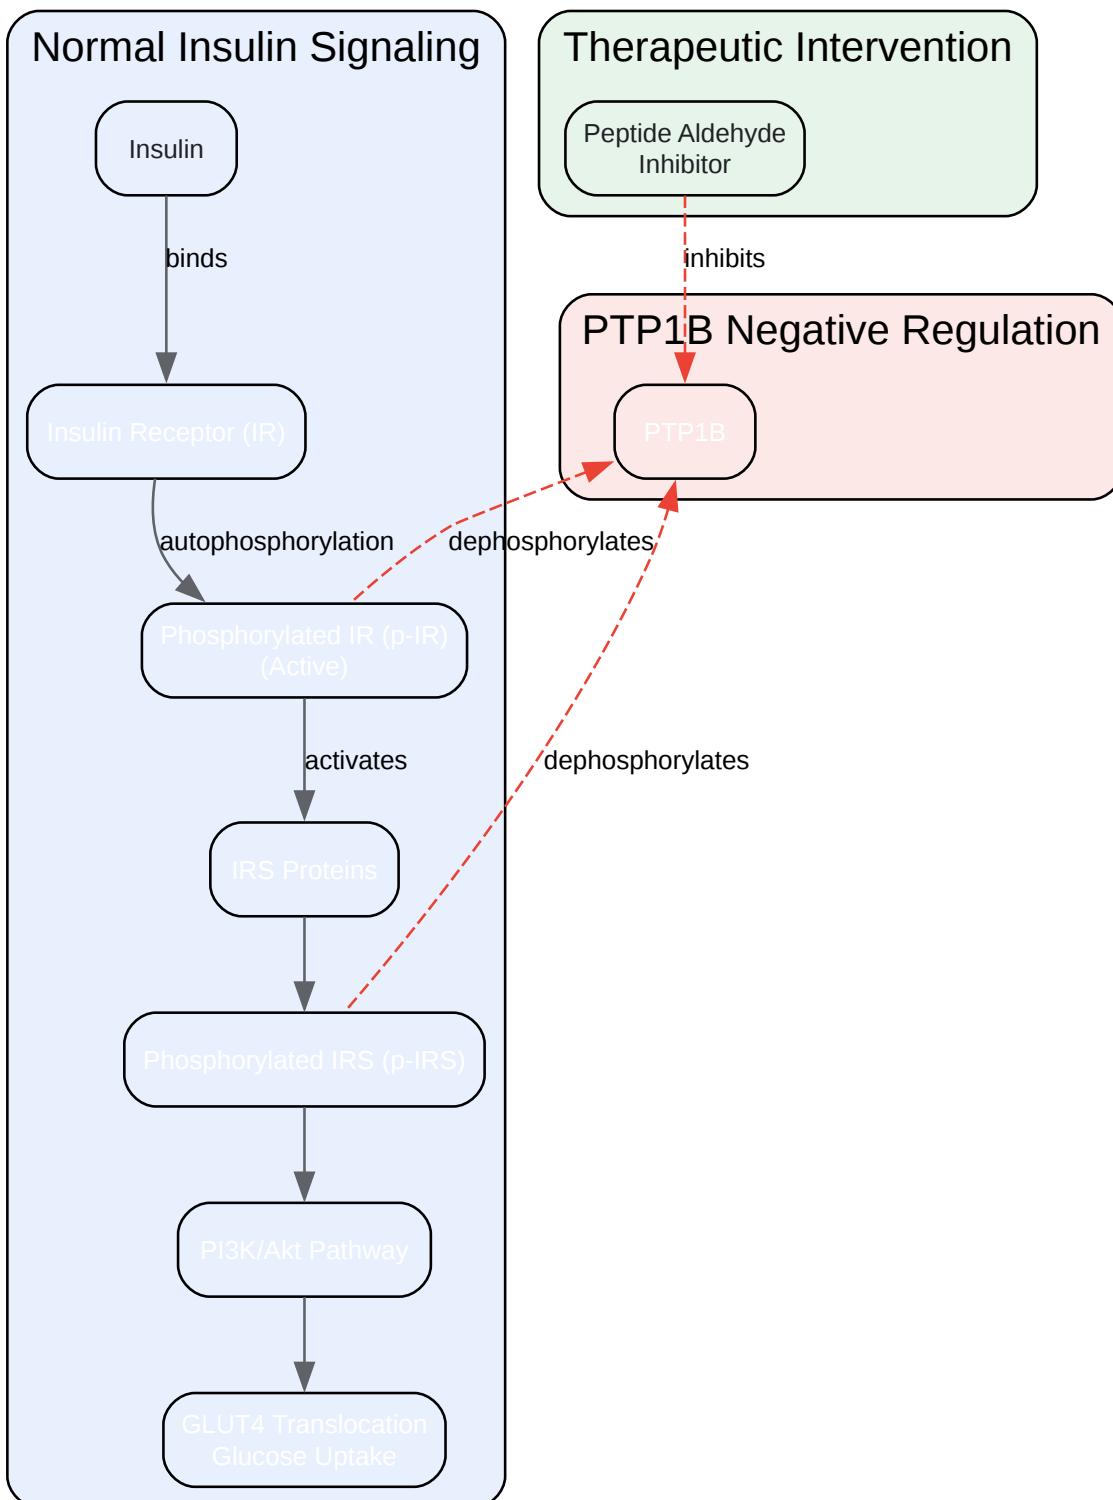 Normal Insulin Signaling
Insulin
binds
Insulin Receptor (IR)
autophosphorylation
Phosphorylated IR (p-IR)
(Active)
activates
IRS Proteins
Phosphorylated IRS (p-IRS)
PI3K/Akt Pathway
GLUT4 Translocation
Glucose Uptake
Therapeutic Intervention
Peptide Aldehyde
Inhibitor
inhibits
PTP1B Negative Regulation
PTP1B
dephosphorylates
dephosphorylates